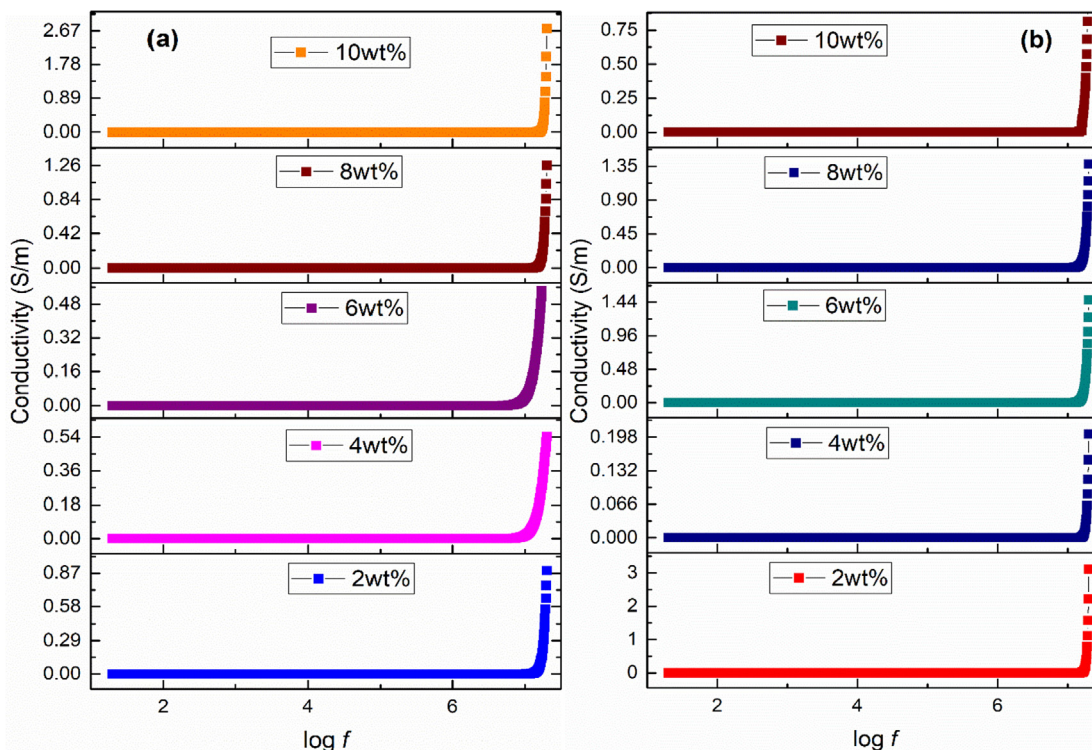 (a)
Conductivity (S/m)
10wt%
2.67
1.78
0.89
0.00
8wt%
1.26
0.84
0.42
0.00
6wt%
0.48
0.32
0.16
0.00
4wt%
0.54
0.36
0.18
0.00
2wt%
0.87
0.58
0.29
0.00
2
4
6
log f
(b)
Conductivity (S/m)
10wt%
0.75
0.50
0.25
0.00
8wt%
1.35
0.90
0.45
0.00
6wt%
1.44
0.96
0.48
0.00
4wt%
0.198
0.132
0.066
0.000
2wt%
3
2
1
0
2
4
6
log f